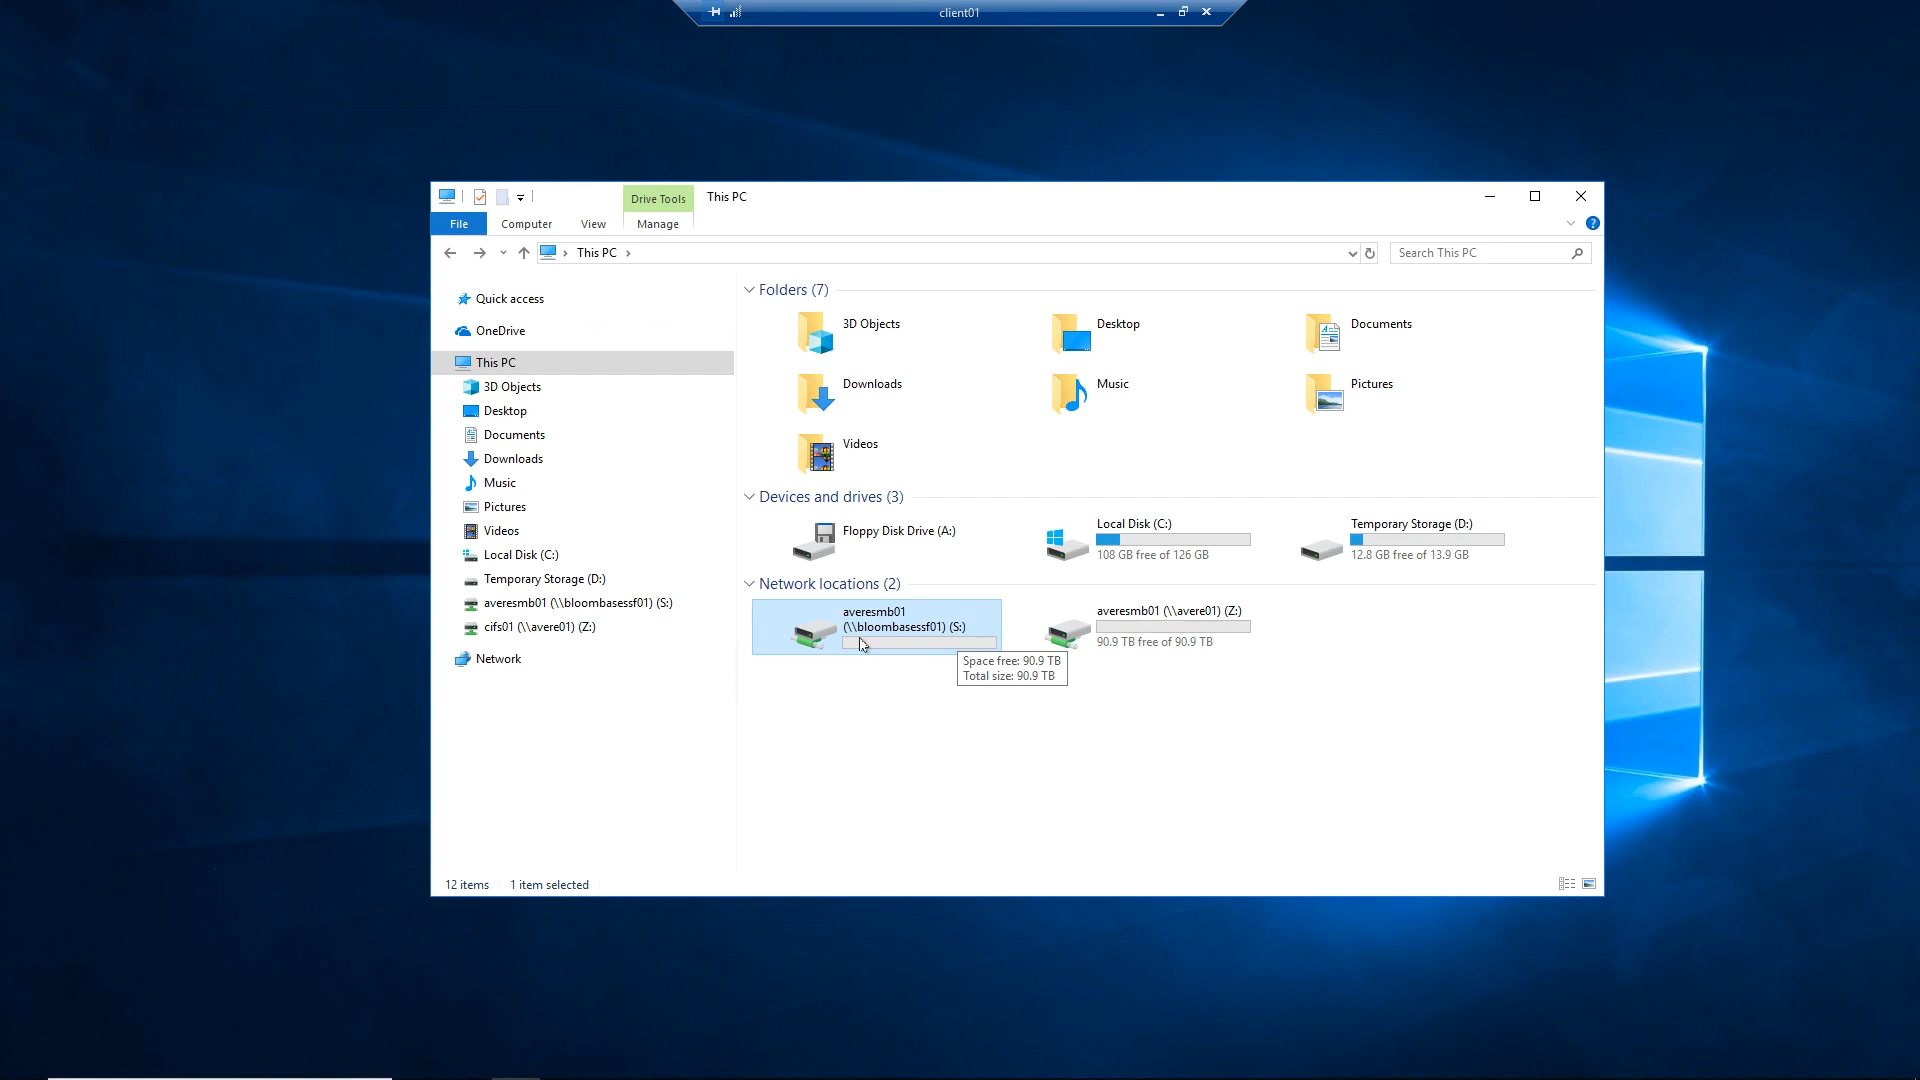 client01
Drive Tools
This PC
File
Computer
View
Manage
This PC
Search This PC
Quick access
OneDrive
This PC
3D Objects
Desktop
Documents
Downloads
Music
Pictures
Videos
Local Disk (C:)
Temporary Storage (D:)
averesmb01 (\\bloombasessf01) (S:)
cifs01 (\\avere01) (Z:)
Network
Folders (7)
3D Objects
Desktop
Documents
Downloads
Music
Pictures
Videos
Devices and drives (3)
Floppy Disk Drive (A:)
Local Disk (C:)
108 GB free of 126 GB
Temporary Storage (D:)
12.8 GB free of 13.9 GB
Network locations (2)
averesmb01
(\\bloombasessf01) (S:)
averesmb01 (\\avere01) (Z:)
90.9 TB free of 90.9 TB
Space free: 90.9 TB
Total size: 90.9 TB
12 items
1 item selected